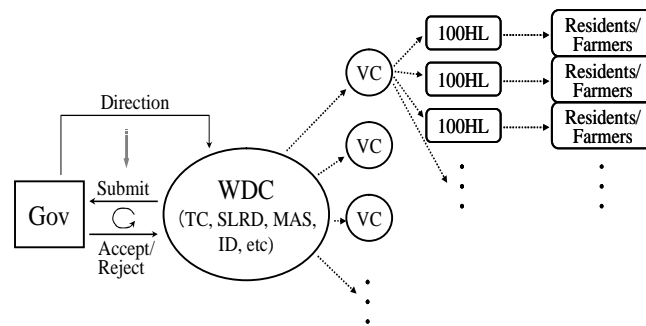 100HL
Residents/
Farmers
VC
100HL
Residents/
Farmers
100HL
Residents/
Farmers
Direction
VC
Gov
Submit
Accept/
Reject
WDC
(TC, SLRD, MAS,
ID, etc)
VC